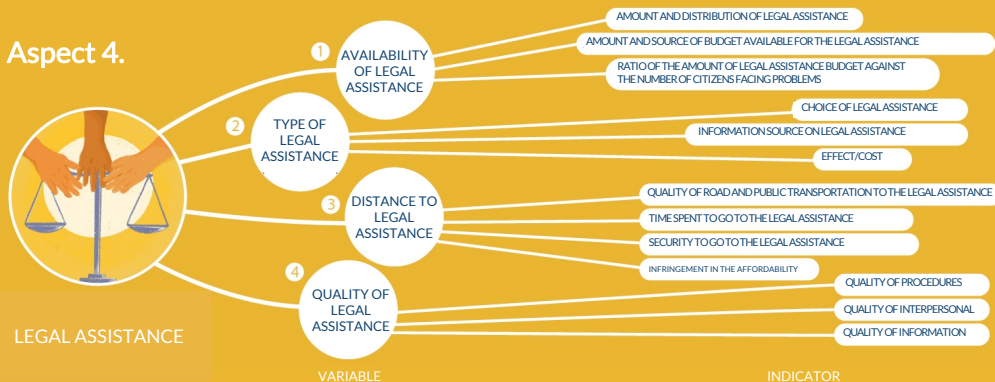 Aspect 4.
LEGAL ASSISTANCE
1
AVAILABILITY
OF LEGAL
ASSISTANCE
AMOUNT AND DISTRIBUTION OF LEGAL ASSISTANCE
AMOUNT AND SOURCE OF BUDGET AVAILABLE FOR THE LEGAL ASSISTANCE
RATIO OF THE AMOUNT OF LEGAL ASSISTANCE BUDGET AGAINST
THE NUMBER OF CITIZENS FACING PROBLEMS
2
TYPE OF
LEGAL
ASSISTANCE
CHOICE OF LEGAL ASSISTANCE
INFORMATION SOURCE ON LEGAL ASSISTANCE
EFFECT/COST
3
DISTANCE TO
LEGAL
ASSISTANCE
QUALITY OF ROAD AND PUBLIC TRANSPORTATION TO THE LEGAL ASSISTANCE
TIME SPENT TO GO TO THE LEGAL ASSISTANCE
SECURITY TO GO TO THE LEGAL ASSISTANCE
INFRINGEMENT IN THE AFFORDABILITY
4
QUALITY OF
LEGAL
ASSISTANCE
QUALITY OF PROCEDURES
QUALITY OF INTERPERSONAL
QUALITY OF INFORMATION
VARIABLE
INDICATOR